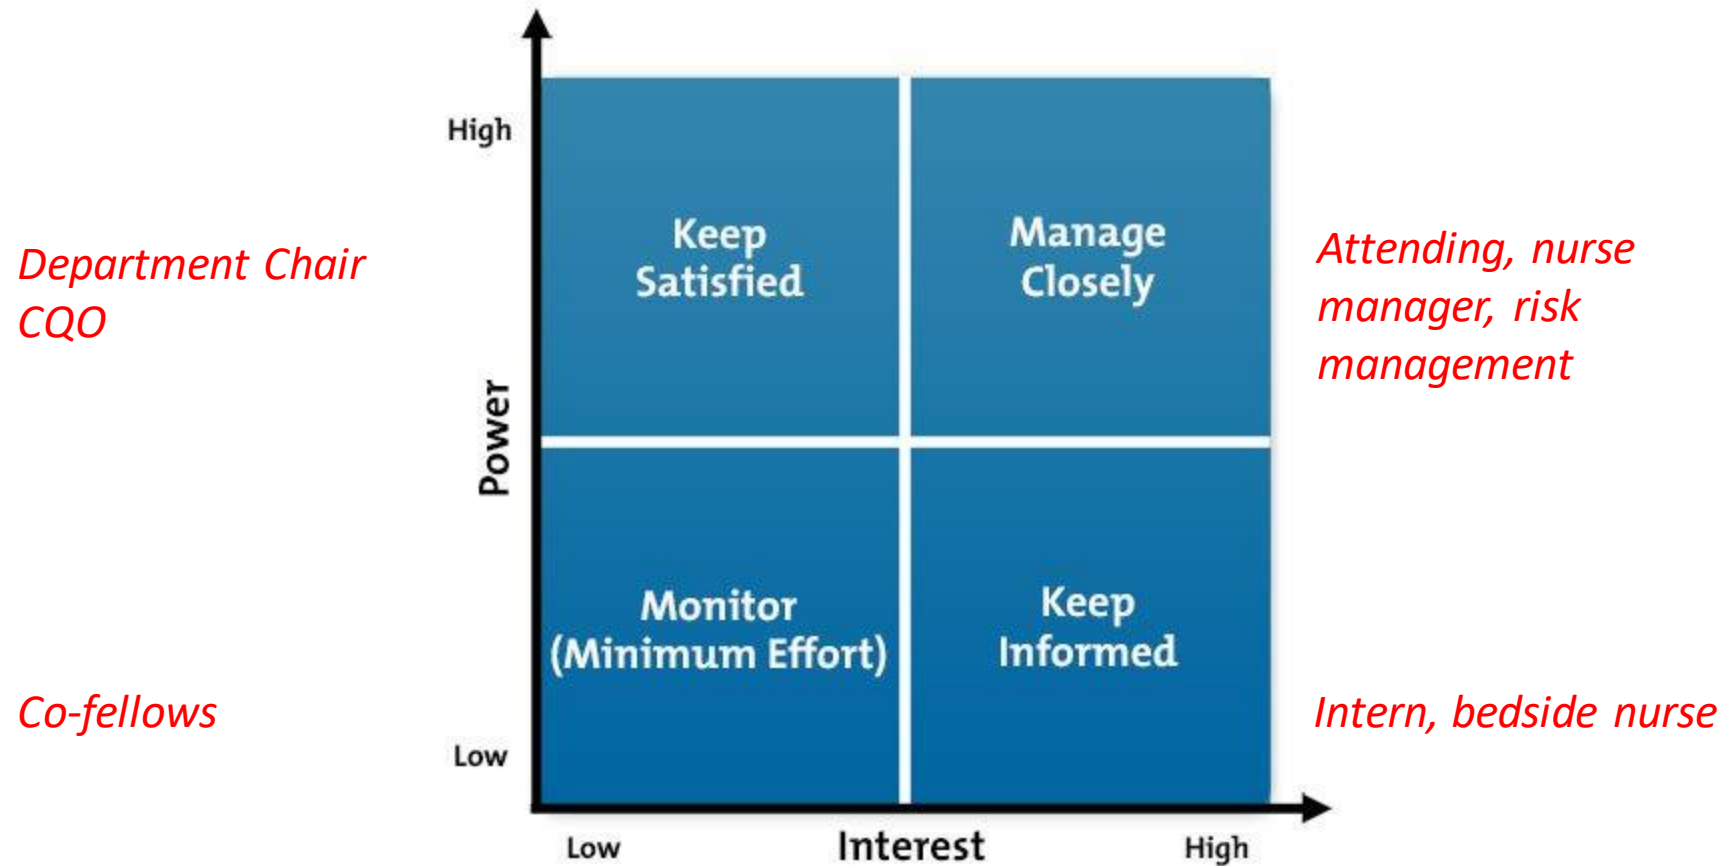 High
Keep
Satisfied
Manage
Closely
Department Chair
CQO
Attending, nurse
manager, risk
management
Power
Monitor
(Minimum Effort)
Keep
Informed
Co-fellows
Intern, bedside nurse
Low
Low
Interest
High